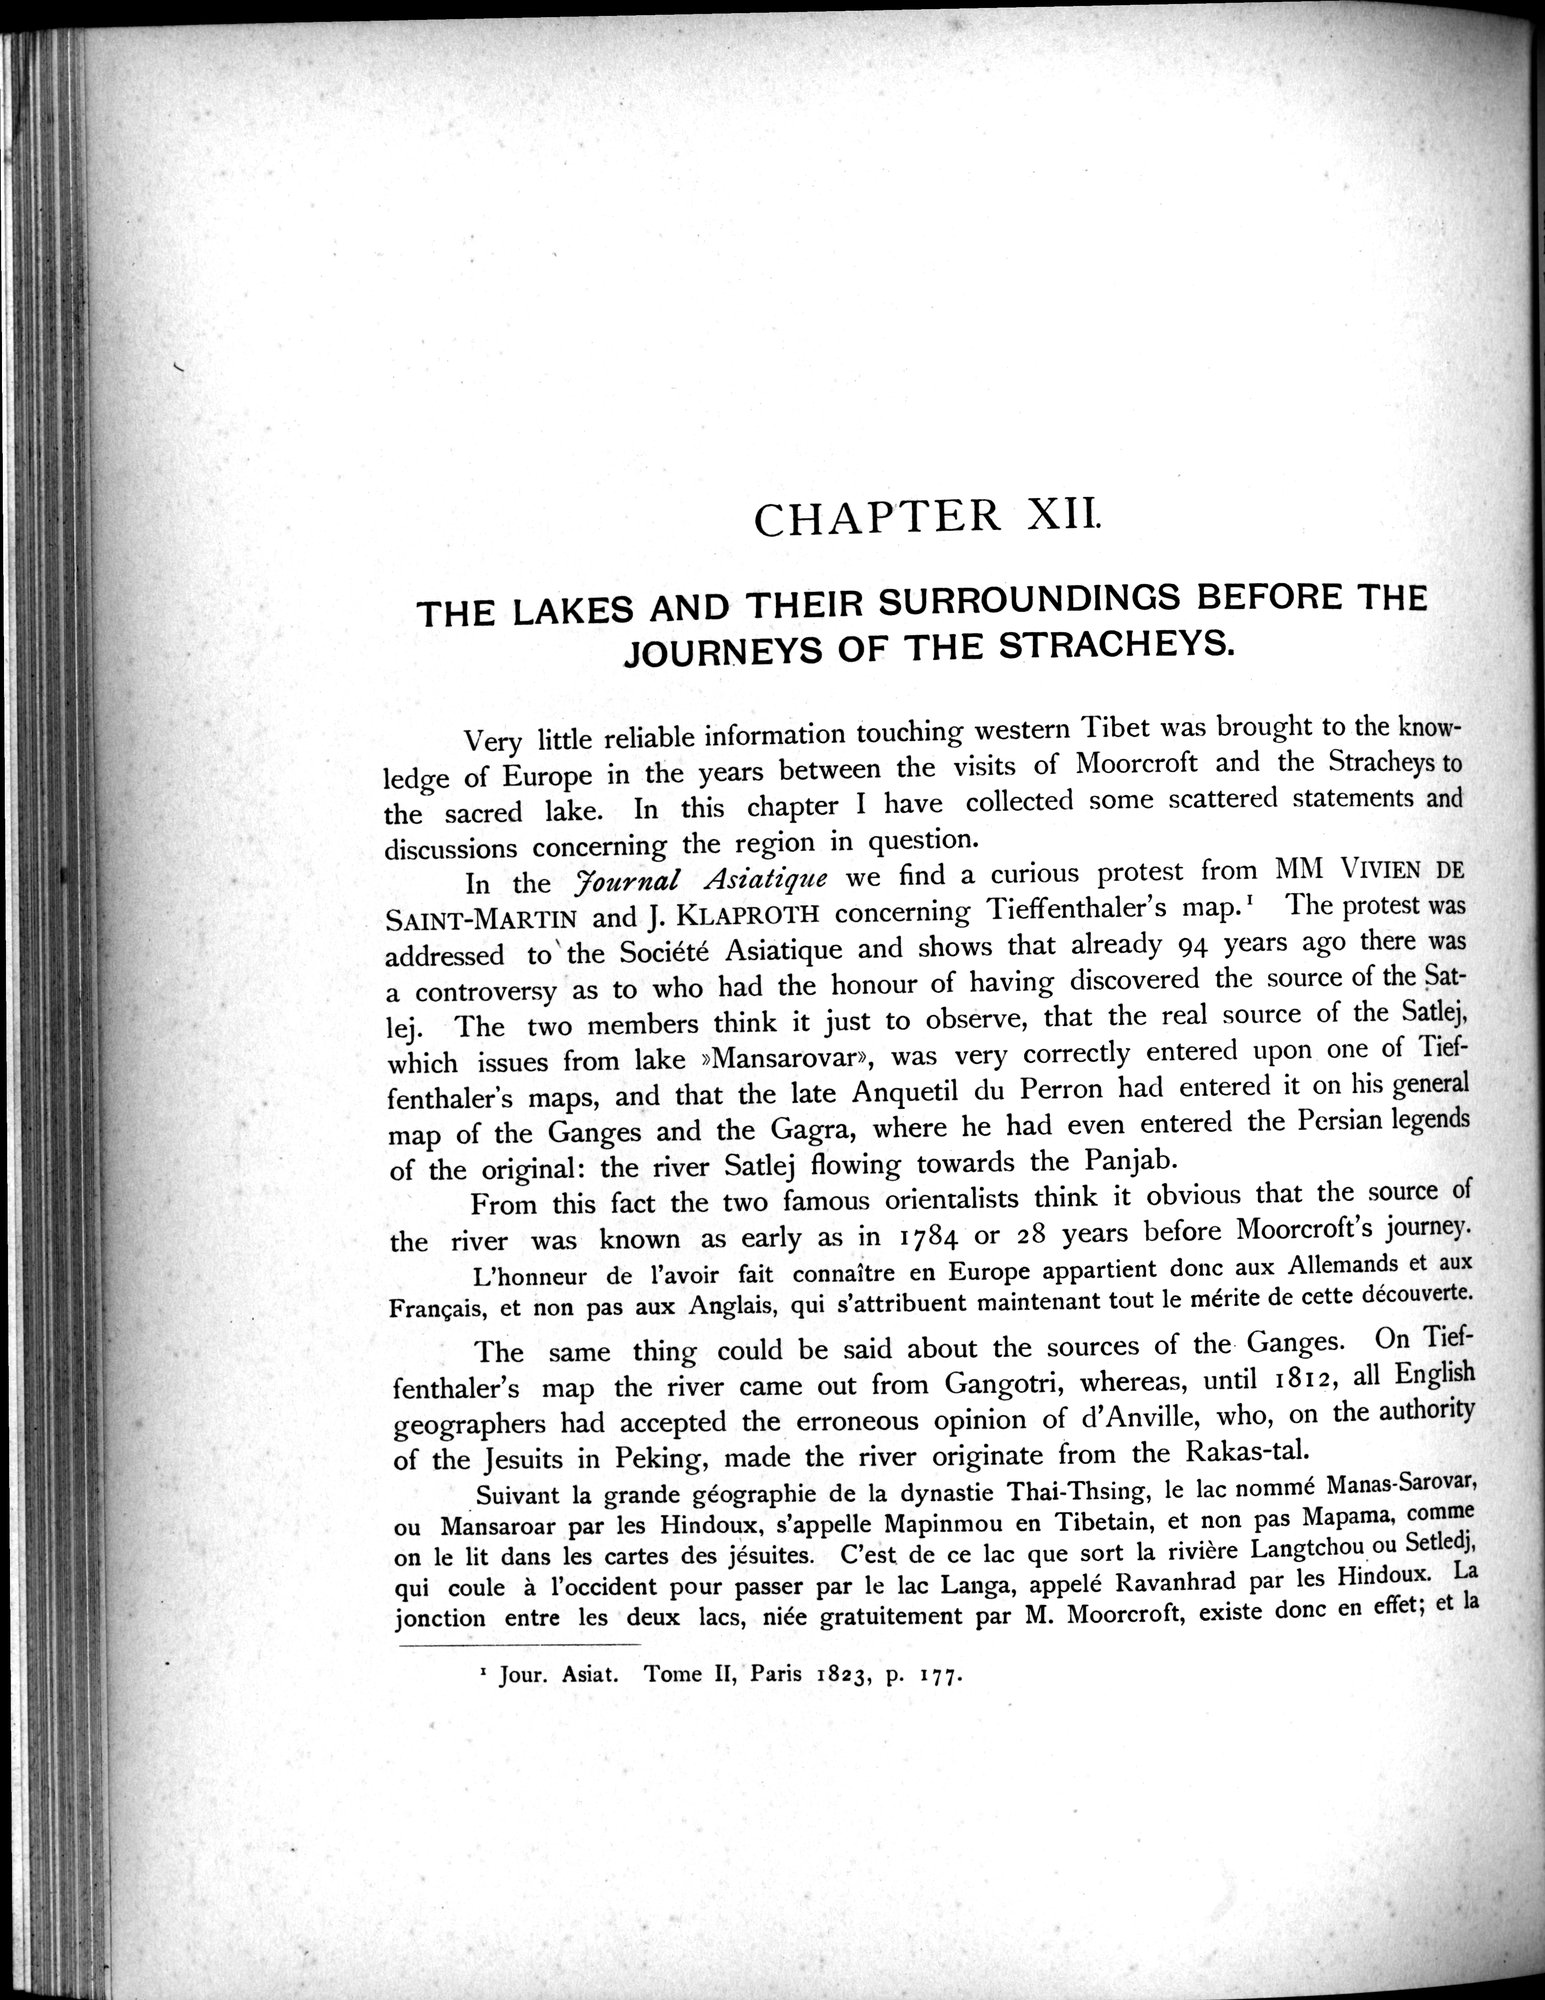 CHAPTER XII.
THE LAKES AND THEIR SURROUNDINGS BEFORE THE
JOURNEYS OF THE STRACHEYS.
Very little reliable information touching western Tibet was brought to the know-
ledge of Europe in the years between the visits of Moorcroft and the Stracheys to
the sacred lake. In this chapter I have collected some scattered statements and
discussions concerning the region in question.
In the Journal Asiatique we find a curious protest from MM VIVIEN DE
SAINT-MARTIN and J. KLAPROTH concerning Tieffenthaler's map.¹ The protest was
addressed to the Société Asiatique and shows that already 94 years ago there was
a controversy as to who had the honour of having discovered the source of the Sat-
lej. The two members think it just to observe, that the real source of the Satlej,
which issues from lake »Mansarovar», was very correctly entered upon one of Tief-
fenthaler's maps, and that the late Anquetil du Perron had entered it on his general
map of the Ganges and the Gagra, where he had even entered the Persian legends
of the original: the river Satlej flowing towards the Panjab.
From this fact the two famous orientalists think it obvious that the source of
the river was known as early as in 1784 or 28 years before Moorcroft's journey.
L'honneur de l'avoir fait connaître en Europe appartient donc aux Allemands et aux
Français, et non pas aux Anglais, qui s'attribuent maintenant tout le mérite de cette découverte.
The same thing could be said about the sources of the Ganges. On Tief-
fenthaler's map the river came out from Gangotri, whereas, until 1812, all English
geographers had accepted the erroneous opinion of d'Anville, who, on the authority
of the Jesuits in Peking, made the river originate from the Rakas-tal.
Suivant la grande géographie de la dynastie Thai-Thsing, le lac nommé Manas-Sarovar,
ou Mansaroar par les Hindoux, s'appelle Mapinmou en Tibetain, et non pas Mapama, comme
on le lit dans les cartes des jésuites. C'est de ce lac que sort la rivière Langtchou ou Setledj,
qui coule à l'occident pour passer par le lac Langa, appelé Ravanhrad par les Hindoux. La
jonction entre les deux lacs, niée gratuitement par M. Moorcroft, existe donc en effet; et la
¹ Jour. Asiat. Tome II, Paris 1823, p. 177.